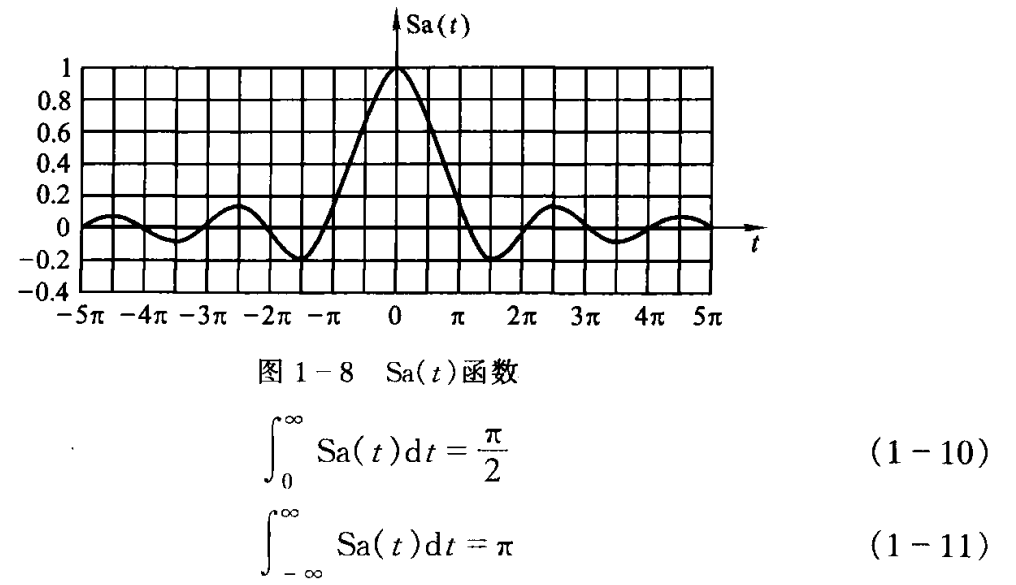 Sa(t)
1
0.8
0.6
0.4
0.2
0
−0.2
−0.4
t
−5π −4π −3π −2π −π 0 π 2π 3π 4π 5π
图 1－8 Sa(t)函数
∫₀^∞ Sa(t)dt = π/2 (1－10)
∫₋∞^∞ Sa(t)dt = π (1－11)